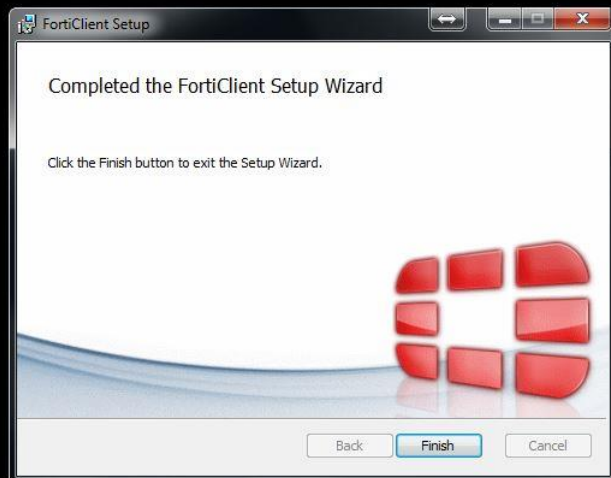 FortiClient Setup
Completed the FortiClient Setup Wizard
Click the Finish button to exit the Setup Wizard.
Back Finish Cancel